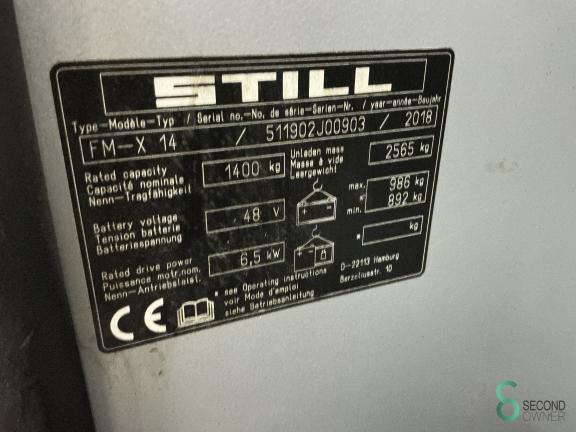 STILL
Type-Modèle-Typ / Serial no.-No. de série-Serien-Nr. / year-année-Baujahr
FM-X 14 / 511902J00903 / 2018
Rated capacity
Capacité nominale
Nenn-Tragfähigkeit
1400 kg
Unladen mass
Masse à vide
Leergewicht
2565 kg
Battery voltage
Tension batterie
Batteriespannung
48 V
max. 986 kg
* min. 892 kg
Rated drive power
Puissance motr.nom.
Nenn-Antriebsleist.
6,5 kW
* kg
* see Operating instructions
voir Mode d'emploi
siehe Betriebsanleitung
D-22113 Hamburg
Berzeliusstr. 10
CE
SECOND
OWNER